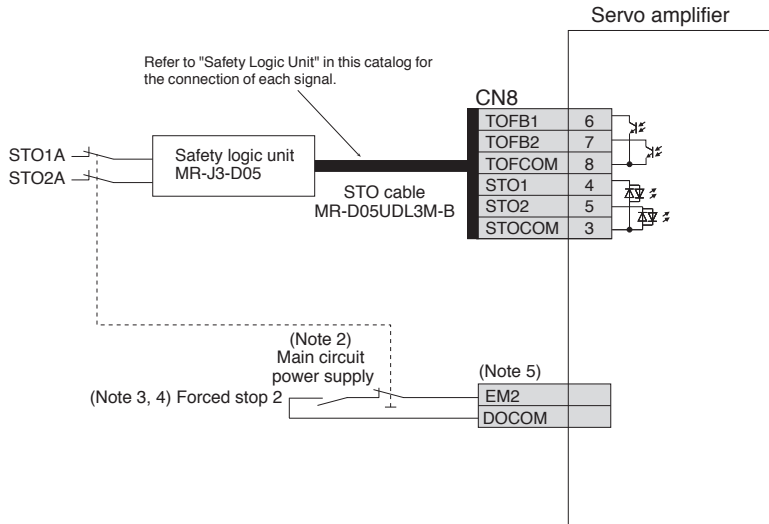 Servo amplifier
Refer to "Safety Logic Unit" in this catalog for
the connection of each signal.
CN8
TOFB1 6
TOFB2 7
TOFCOM 8
STO1 4
STO2 5
STOCOM 3
STO1A
STO2A
Safety logic unit
MR-J3-D05
STO cable
MR-D05UDL3M-B
(Note 2)
Main circuit
power supply
(Note 3, 4) Forced stop 2
(Note 5)
EM2
DOCOM